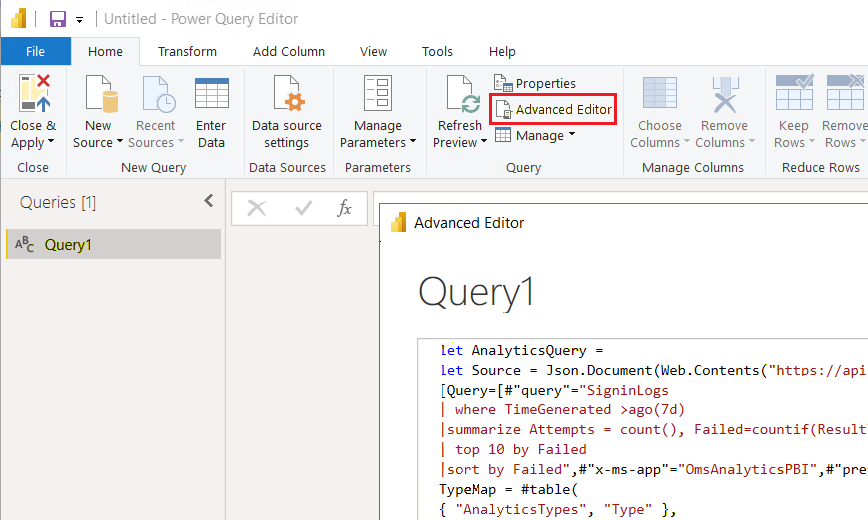 Untitled - Power Query Editor
File Home Transform Add Column View Tools Help
Close & Apply
New Source
Recent Sources
Enter Data
Data source settings
Manage Parameters
Refresh Preview
Properties
Advanced Editor
Manage
Choose Columns
Remove Columns
Keep Rows
Remove Rows
Close New Query Data Sources Parameters Query Manage Columns Reduce Rows
Queries [1]
fx
ABC Query1
Advanced Editor
Query1
let AnalyticsQuery =
let Source = Json.Document(Web.Contents("https://api
[Query=[#"query"="SigninLogs
| where TimeGenerated >ago(7d)
|summarize Attempts = count(), Failed=countif(Result
| top 10 by Failed
|sort by Failed",#"x-ms-app"="OmsAnalyticsPBI",#"pre
TypeMap = #table(
{ "AnalyticsTypes", "Type" },